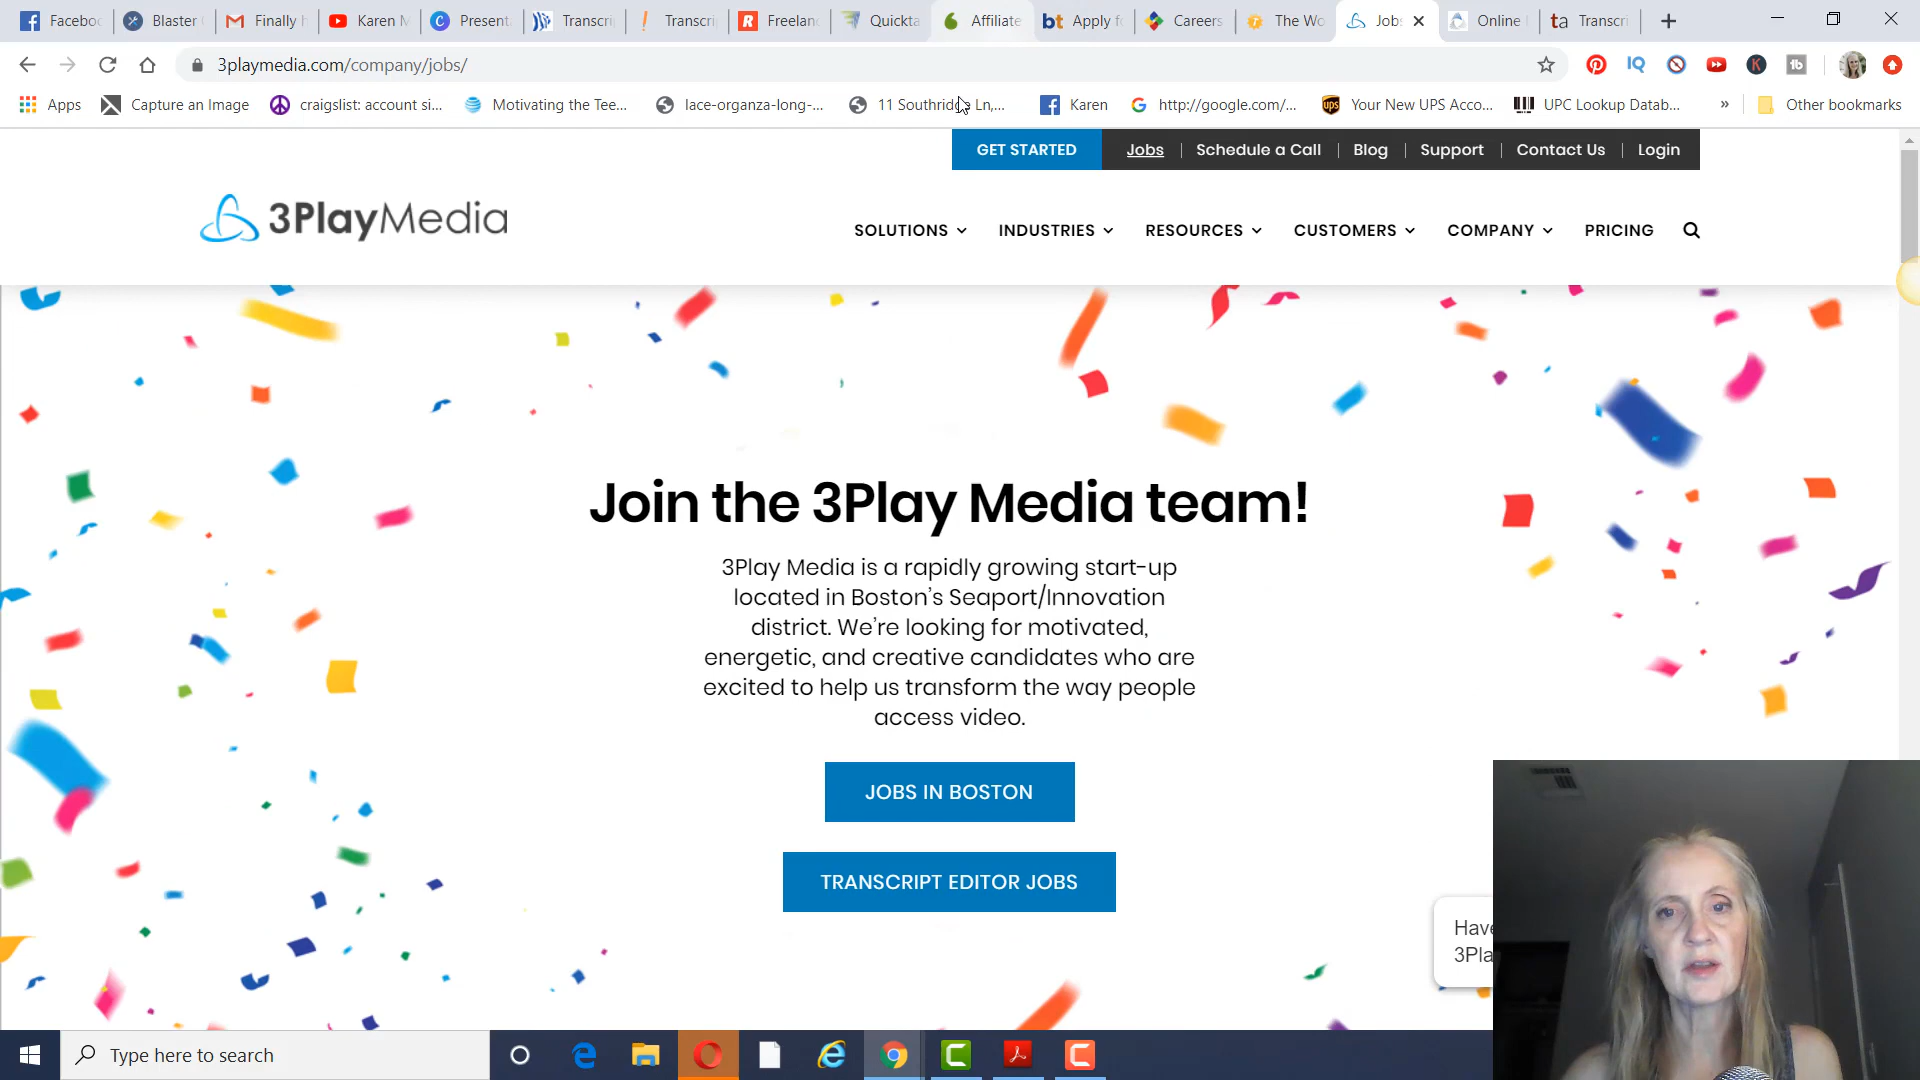 Faceboo
Blaster
Finally h
Karen M
Present
Transcri
Transcri
Freelan
Quickta
Affiliate
Apply fo
Careers
The Wo
Jobs
Online
Transcri
3playmedia.com/company/jobs/
Apps
Capture an Image
craigslist: account si...
Motivating the Tee...
lace-organza-long-...
11 Southridge Ln,...
Karen
http://google.com/...
Your New UPS Acco...
UPC Lookup Datab...
»
Other bookmarks
GET STARTED
Jobs
Schedule a Call
Blog
Support
Contact Us
Login
3PlayMedia
SOLUTIONS
INDUSTRIES
RESOURCES
CUSTOMERS
COMPANY
PRICING
Join the 3Play Media team!
3Play Media is a rapidly growing start-up
located in Boston's Seaport/Innovation
district. We're looking for motivated,
energetic, and creative candidates who are
excited to help us transform the way people
access video.
JOBS IN BOSTON
TRANSCRIPT EDITOR JOBS
Have
3Pla
Type here to search